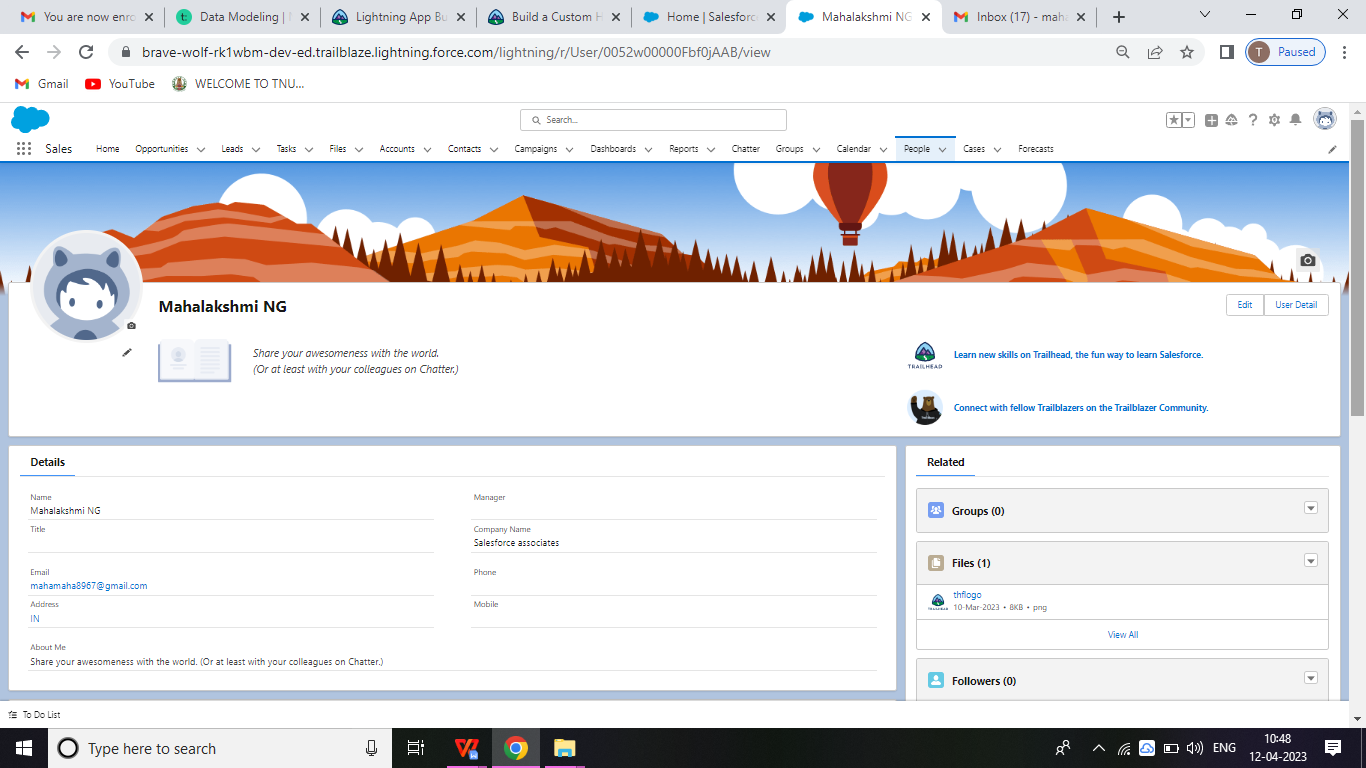 You are now enro
Data Modeling |
Lightning App Bu
Build a Custom H
Home | Salesforce
Mahalakshmi NG
Inbox (17) - maha
brave-wolf-rk1wbm-dev-ed.trailblaze.lightning.force.com/lightning/r/User/0052w00000Fbf0jAAB/view
T Paused
Gmail
YouTube
WELCOME TO TNU...
Search...
Sales
Home
Opportunities
Leads
Tasks
Files
Accounts
Contacts
Campaigns
Dashboards
Reports
Chatter
Groups
Calendar
People
Cases
Forecasts
Mahalakshmi NG
Edit
User Detail
Share your awesomeness with the world.
(Or at least with your colleagues on Chatter.)
TRAILHEAD
Learn new skills on Trailhead, the fun way to learn Salesforce.
Connect with fellow Trailblazers on the Trailblazer Community.
Details
Name
Mahalakshmi NG
Manager
Title
Company Name
Salesforce associates
Email
mahamaha8967@gmail.com
Phone
Address
IN
Mobile
About Me
Share your awesomeness with the world. (Or at least with your colleagues on Chatter.)
Related
Groups (0)
Files (1)
TRAILHEAD
thflogo
10-Mar-2023 • 8KB • png
View All
Followers (0)
To Do List
Type here to search
ENG
10:48
12-04-2023